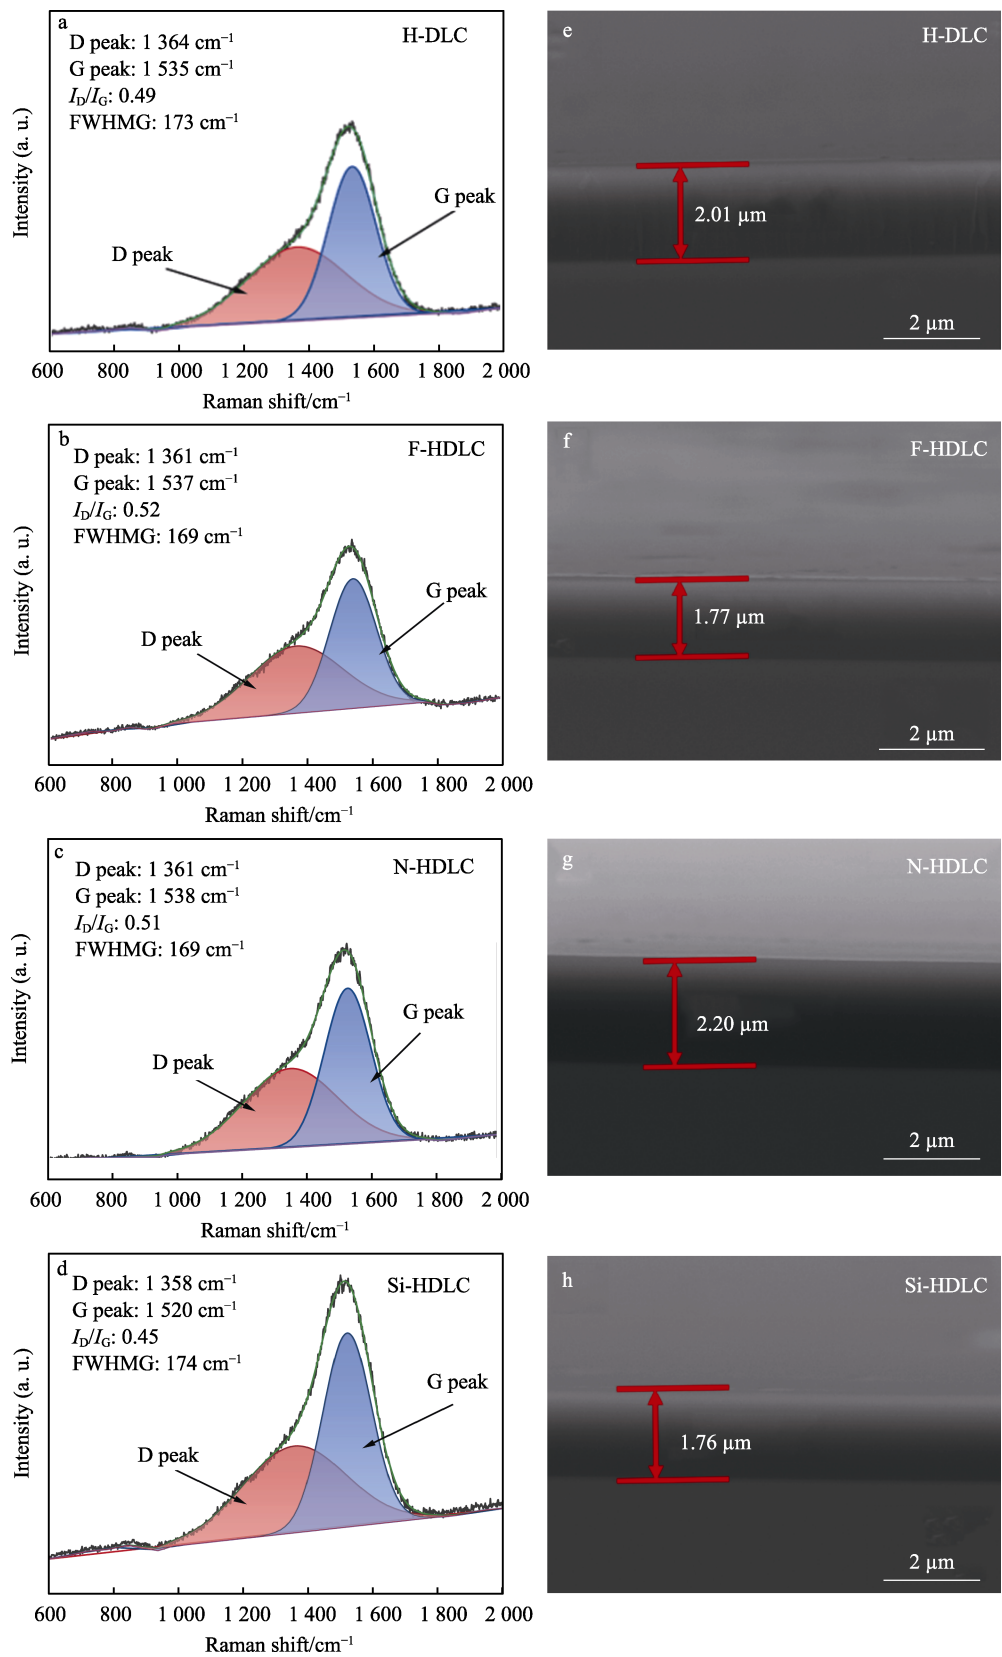 a
H-DLC
D peak: 1 364 cm⁻¹
G peak: 1 535 cm⁻¹
I_D/I_G: 0.49
FWHMG: 173 cm⁻¹
G peak
D peak
Intensity (a. u.)
600 800 1 000 1 200 1 400 1 600 1 800 2 000
Raman shift/cm⁻¹
e
H-DLC
2.01 μm
2 μm
b
F-HDLC
D peak: 1 361 cm⁻¹
G peak: 1 537 cm⁻¹
I_D/I_G: 0.52
FWHMG: 169 cm⁻¹
G peak
D peak
Intensity (a. u.)
600 800 1 000 1 200 1 400 1 600 1 800 2 000
Raman shift/cm⁻¹
f
F-HDLC
1.77 μm
2 μm
c
N-HDLC
D peak: 1 361 cm⁻¹
G peak: 1 538 cm⁻¹
I_D/I_G: 0.51
FWHMG: 169 cm⁻¹
G peak
D peak
Intensity (a. u.)
600 800 1 000 1 200 1 400 1 600 1 800 2 000
Raman shift/cm⁻¹
g
N-HDLC
2.20 μm
2 μm
d
Si-HDLC
D peak: 1 358 cm⁻¹
G peak: 1 520 cm⁻¹
I_D/I_G: 0.45
FWHMG: 174 cm⁻¹
G peak
D peak
Intensity (a. u.)
600 800 1 000 1 200 1 400 1 600 1 800 2 000
Raman shift/cm⁻¹
h
Si-HDLC
1.76 μm
2 μm